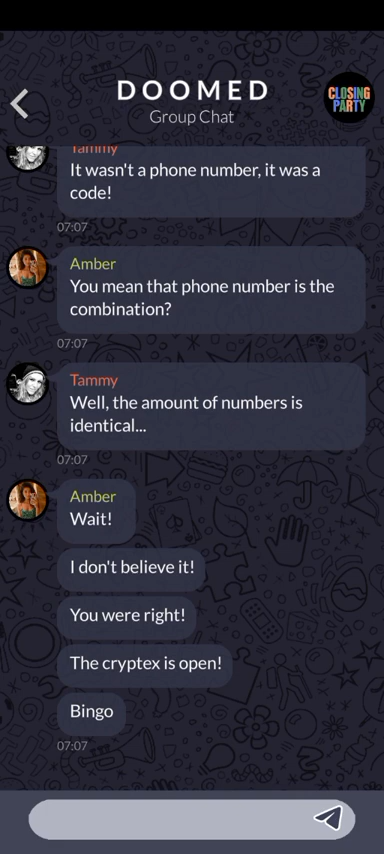 DOOMED
Group Chat
CLOSING
PARTY
Tammy
It wasn't a phone number, it was a
code!
07:07
Amber
You mean that phone number is the
combination?
07:07
Tammy
Well, the amount of numbers is
identical...
07:07
Amber
Wait!
I don't believe it!
You were right!
The cryptex is open!
Bingo
07:07